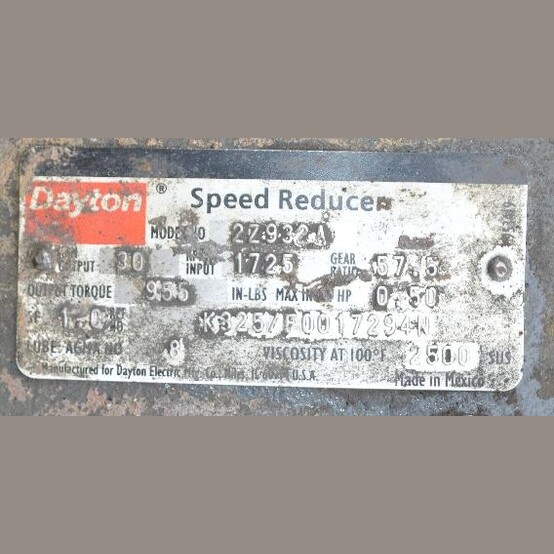 Dayton® Speed Reducer
MODEL NO 2Z932A
OUTPUT 30 INPUT 1725 GEAR RATIO 57.5
OUTPUT TORQUE 955 IN-LBS MAX IN HP 0.50
SF 1.0
LUBE: AGMA NO 8 VISCOSITY AT 100°F 2500 SUS
Manufactured for Dayton Electric Mfg. Co., Niles, IL U.S.A. Made in Mexico